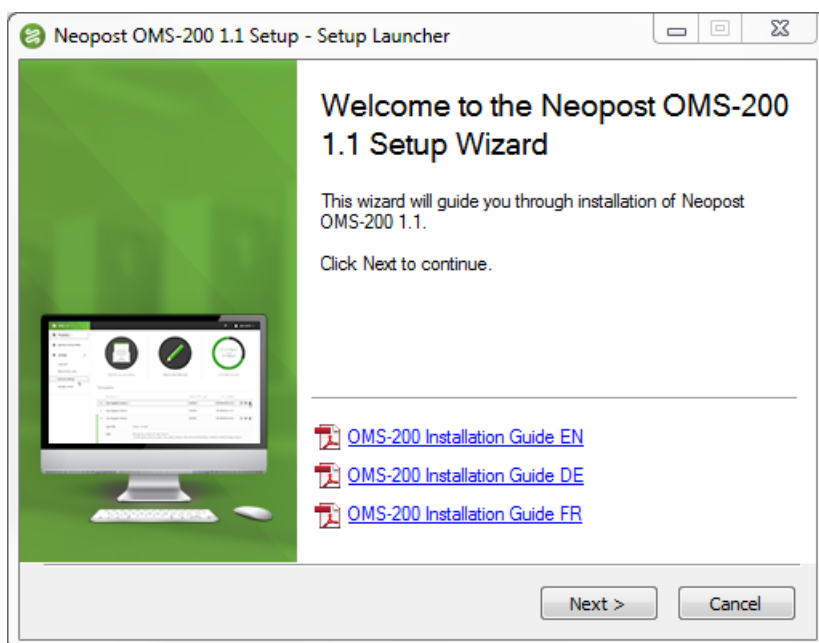 Neopost OMS-200 1.1 Setup - Setup Launcher
Welcome to the Neopost OMS-200
1.1 Setup Wizard
This wizard will guide you through installation of Neopost
OMS-200 1.1.
Click Next to continue.
OMS-200 Installation Guide EN
OMS-200 Installation Guide DE
OMS-200 Installation Guide FR
Next >
Cancel